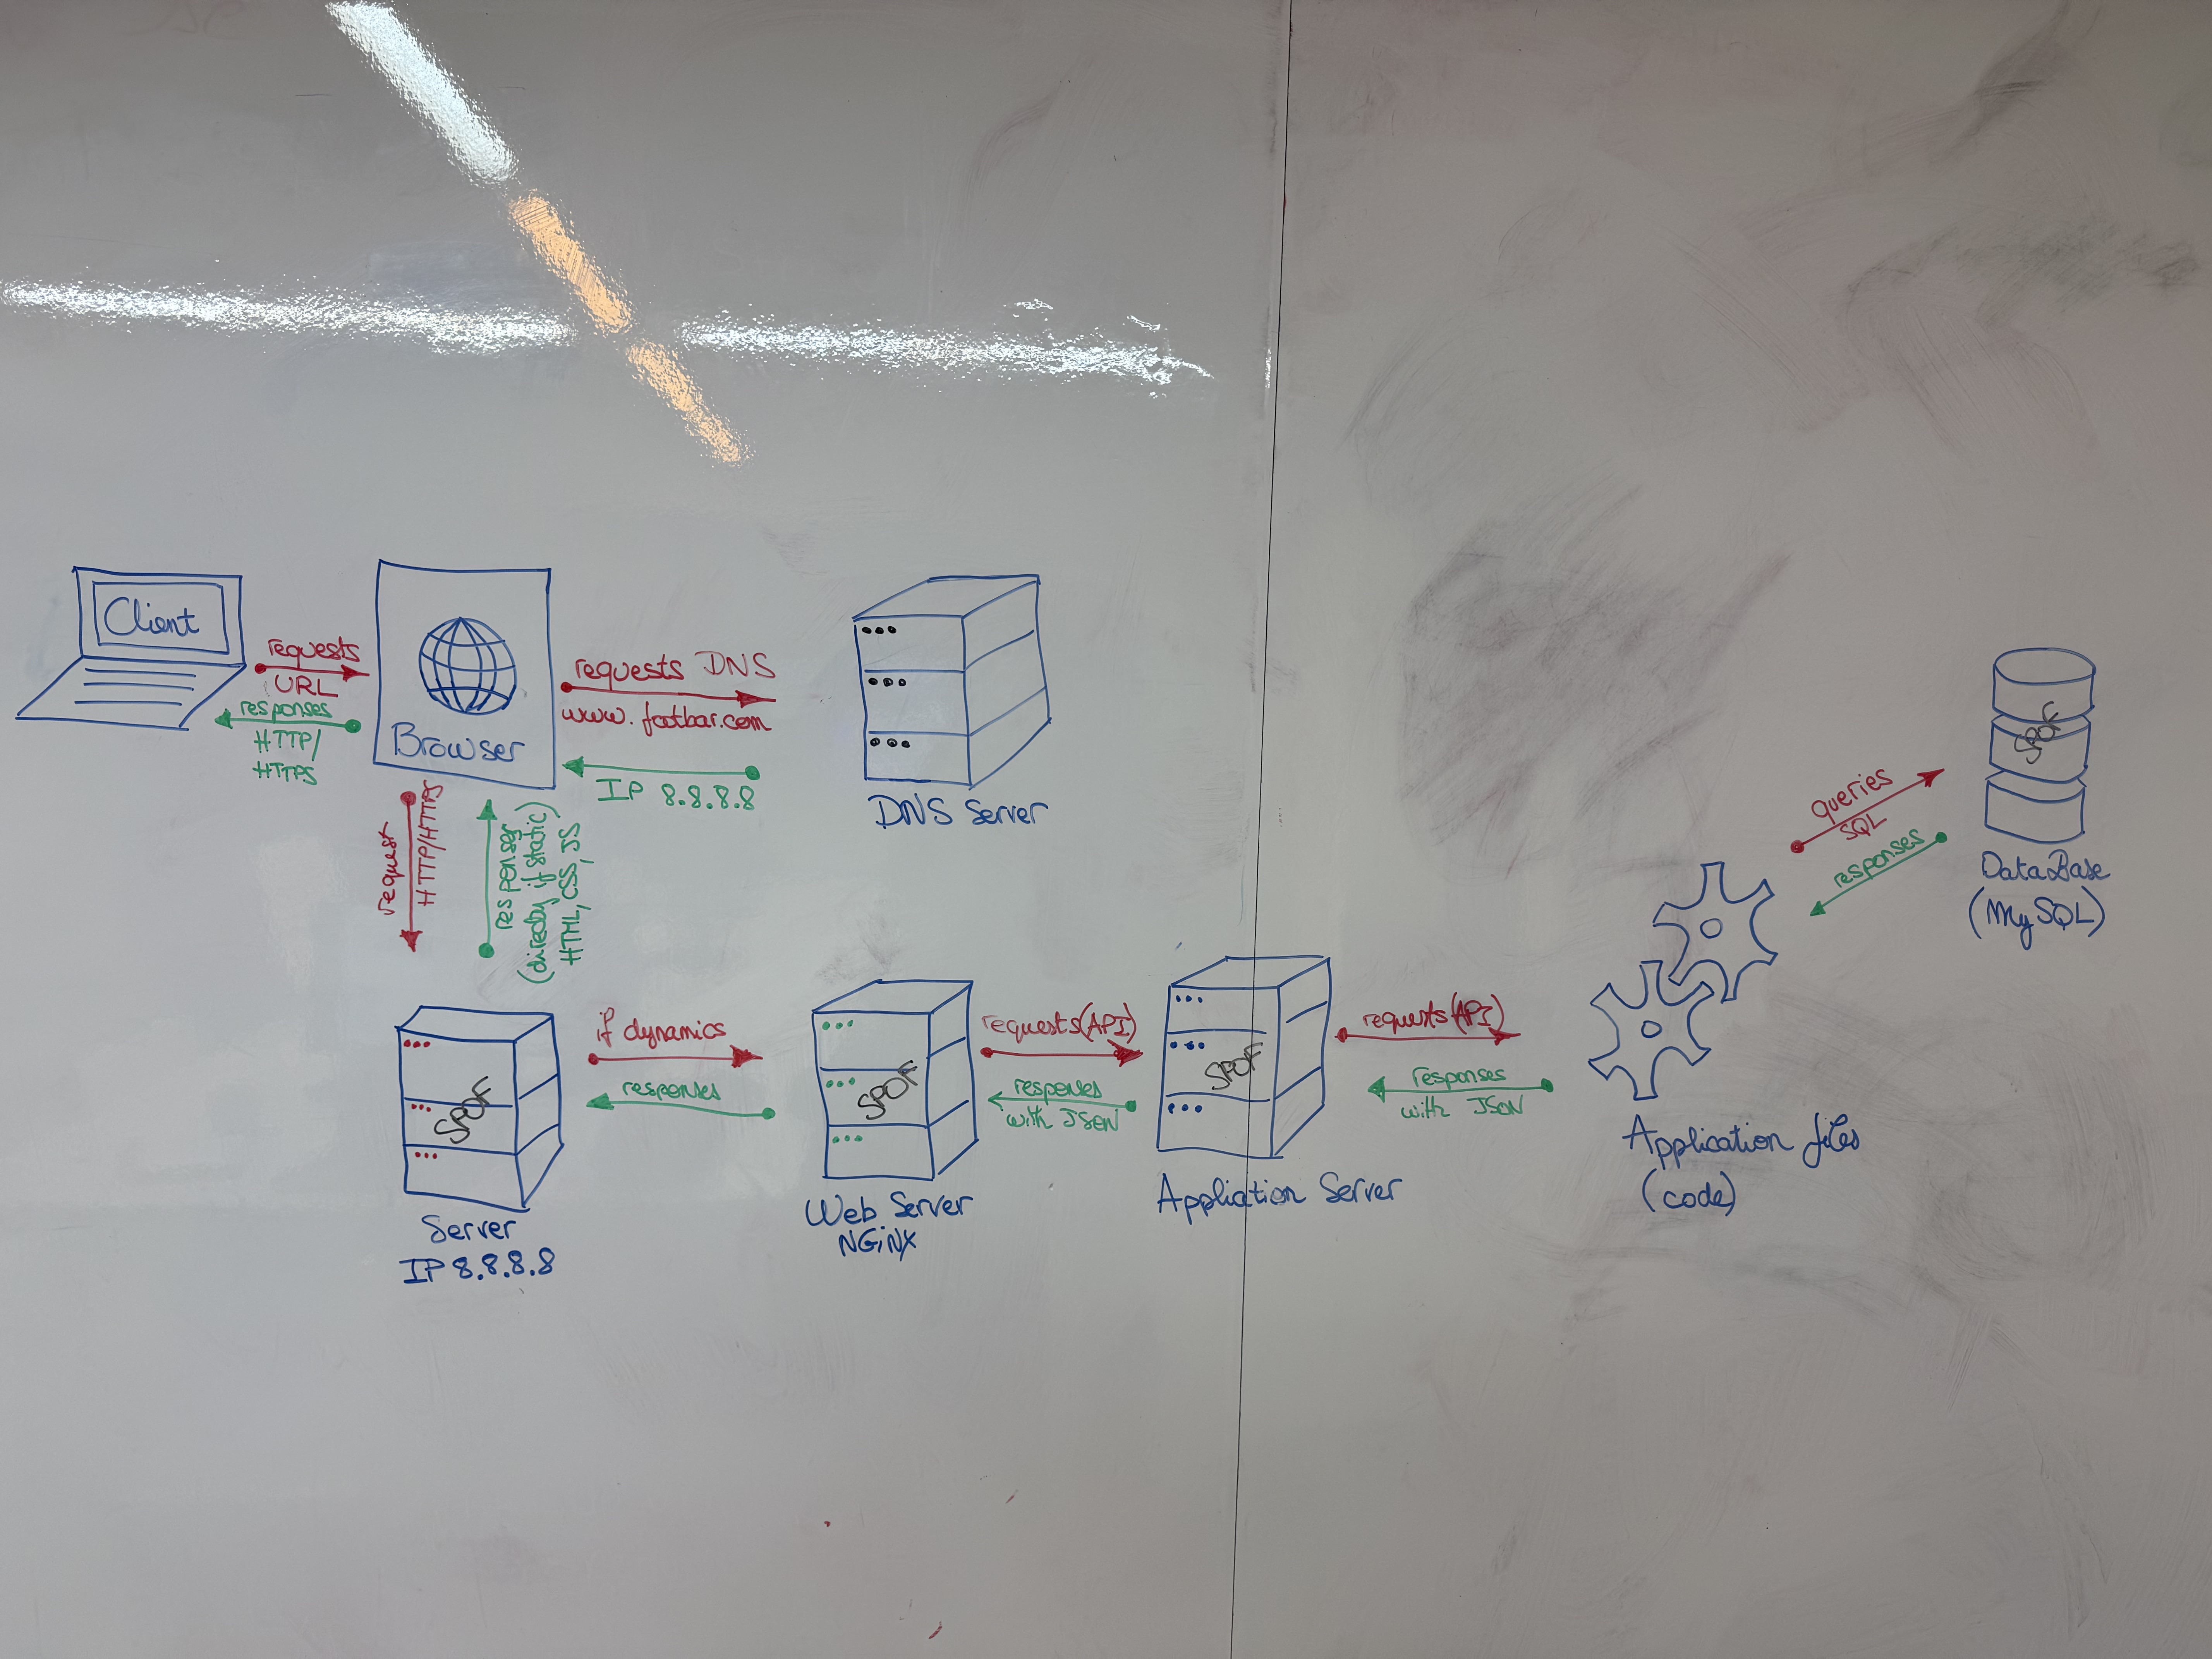 Client
requests
URL
responses
HTTP/
HTTPS
Browser
requests DNS
www.footbar.com
IP 8.8.8.8
DNS Server
request
HTTP/HTTPS
responses
(directly if static)
HTML, CSS, JS
SPOF
Server
IP 8.8.8.8
if dynamics
responses
SPOF
Web Server
NGiNX
requests(API)
responses
with JSON
SPOF
Application Server
requests(API)
responses
with JSON
Application files
(code)
queries
SQL
responses
SPOF
DataBase
(MySQL)